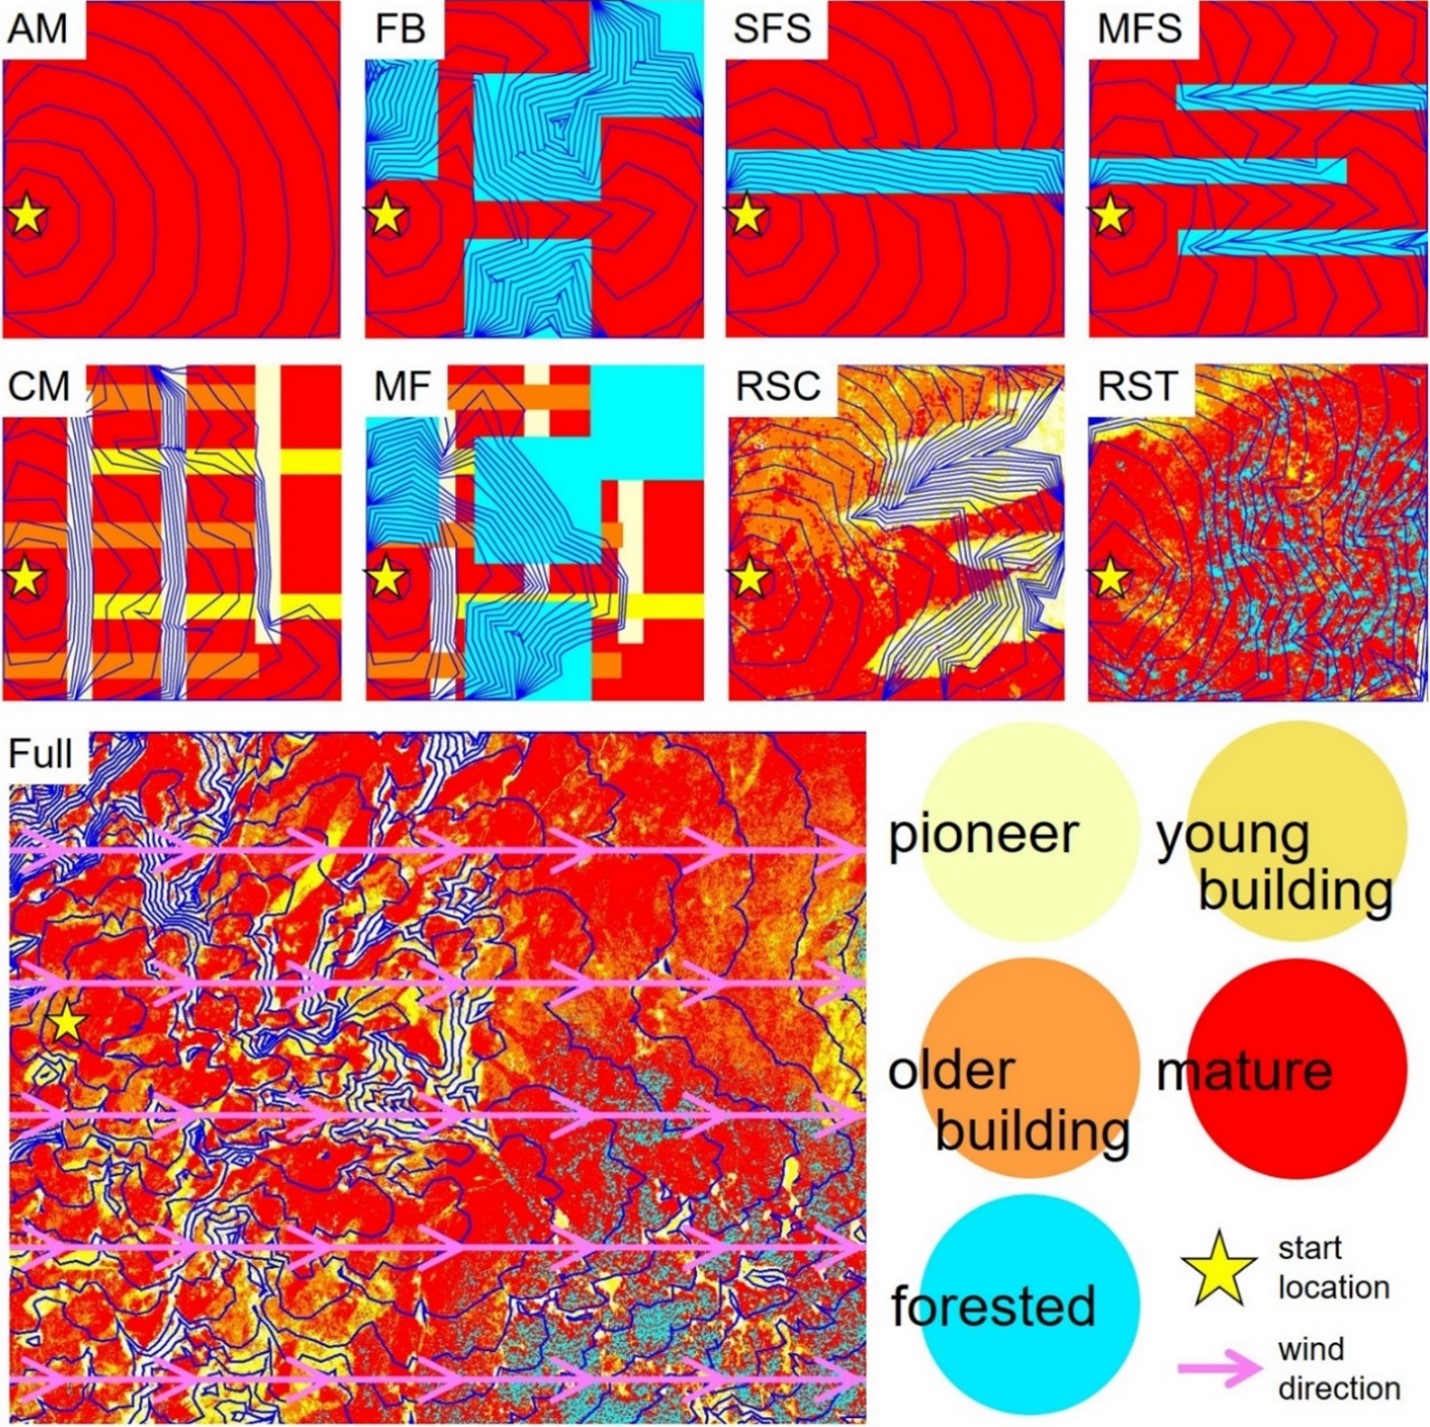 AM
FB
SFS
MFS
CM
MF
RSC
RST
Full
pioneer
young
building
older
building
mature
forested
start
location
wind
direction